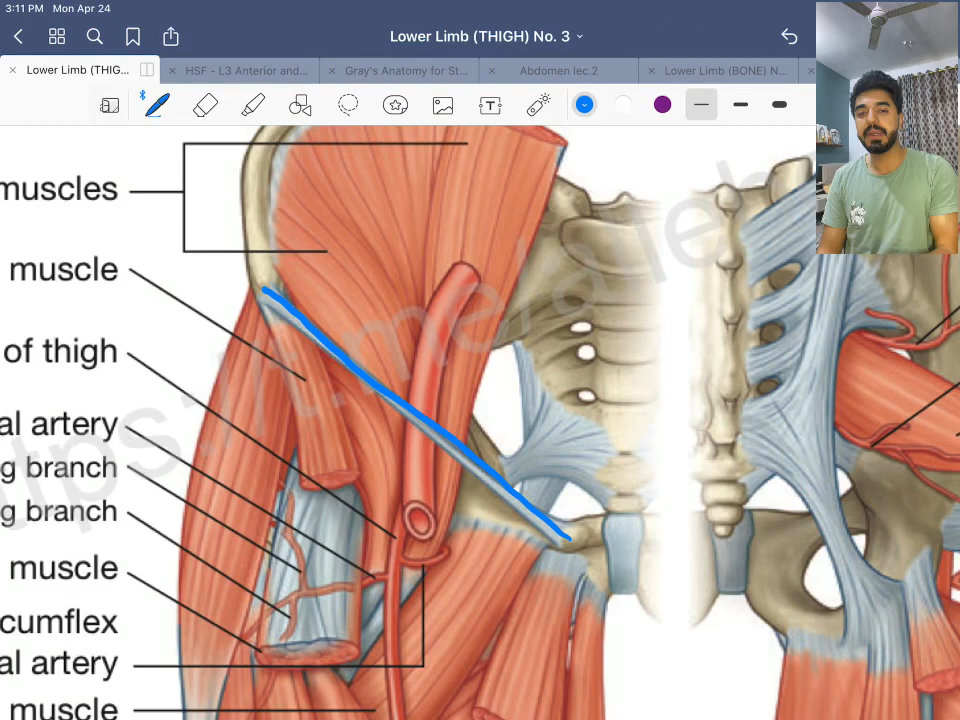 3:11 PM Mon Apr 24
Lower Limb (THIGH) No. 3
Lower Limb (THIG...
HSF - L3 Anterior and...
Gray's Anatomy for St...
Abdomen lec.2
Lower Limb (BONE) N...
muscles
muscle
of thigh
al artery
g branch
g branch
muscle
cumflex
al artery
muscle